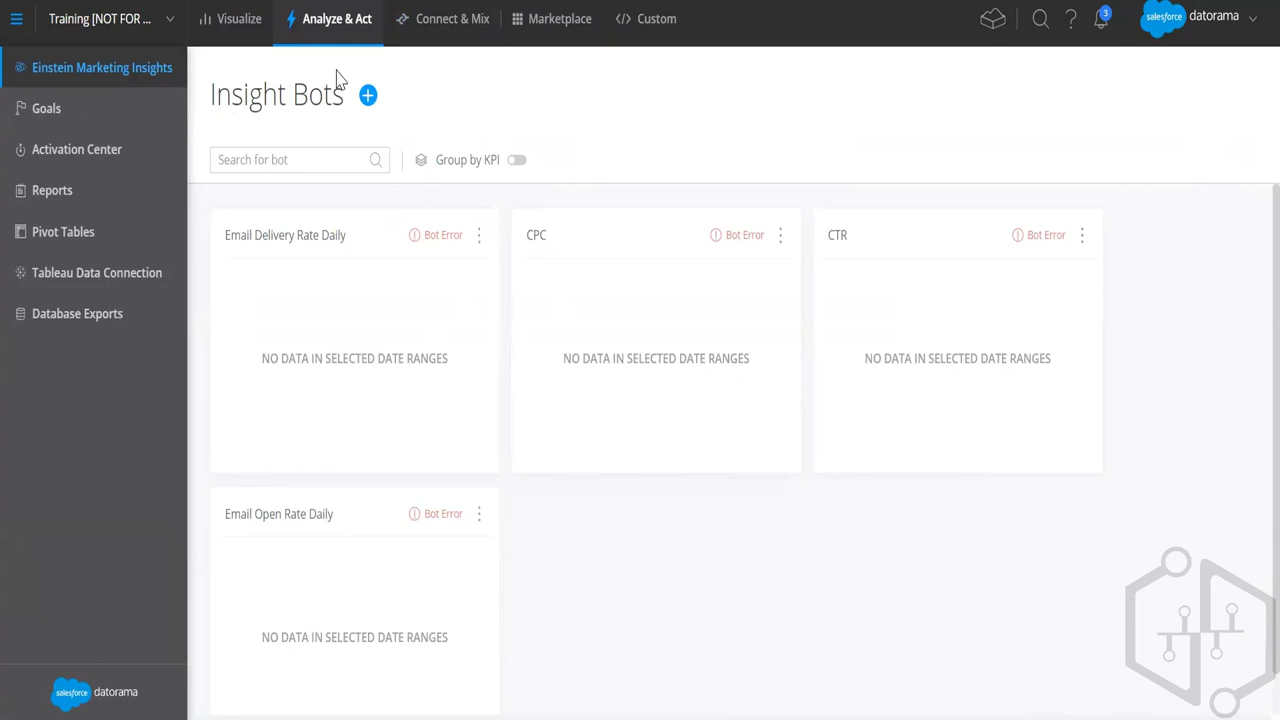 Training [NOT FOR ...
Visualize
Analyze & Act
Connect & Mix
Marketplace
Custom
3
salesforce
datorama
Einstein Marketing Insights
Goals
Activation Center
Reports
Pivot Tables
Tableau Data Connection
Database Exports
salesforce
datorama
Insight Bots
Search for bot
Group by KPI
Email Delivery Rate Daily
Bot Error
NO DATA IN SELECTED DATE RANGES
CPC
Bot Error
NO DATA IN SELECTED DATE RANGES
CTR
Bot Error
NO DATA IN SELECTED DATE RANGES
Email Open Rate Daily
Bot Error
NO DATA IN SELECTED DATE RANGES